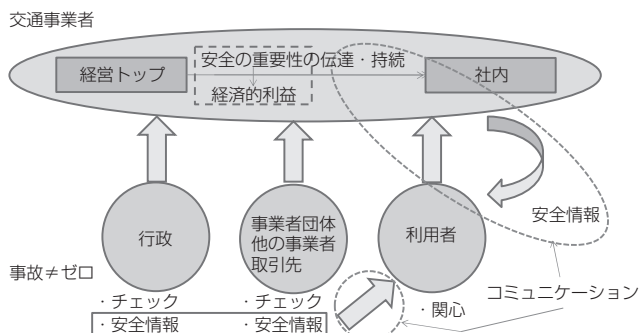 交通事業者
安全の重要性の伝達・持続
経営トップ
社内
経済的利益
安全情報
行政
事業者団体
他の事業者
取引先
利用者
事故≠ゼロ
コミュニケーション
・チェック
・チェック
・関心
・安全情報
・安全情報